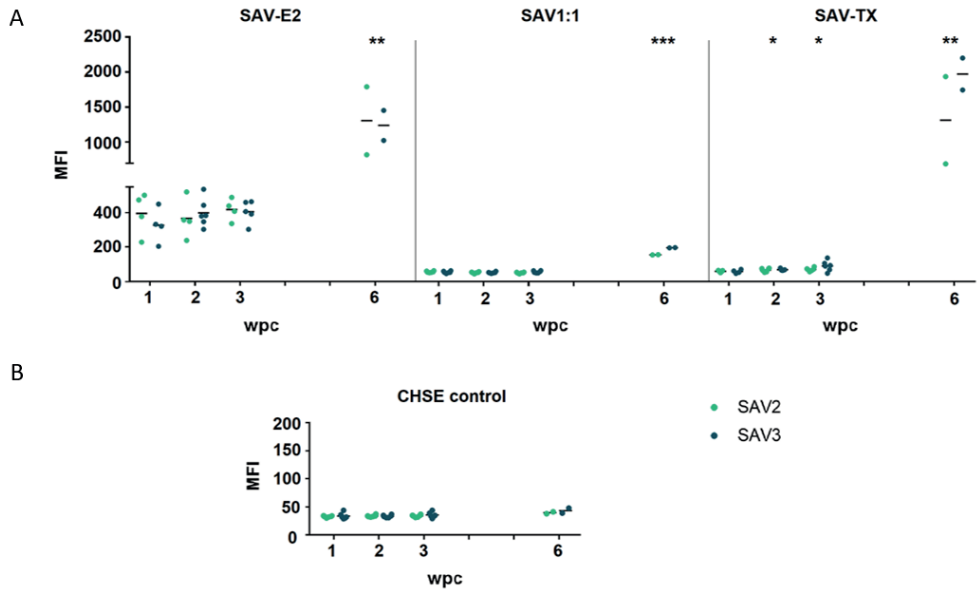 A
SAV-E2 SAV1:1 SAV-TX
** *** * * **
2500
2000
1500
1000
400
200
0
MFI
1 2 3 6 1 2 3 6 1 2 3 6
wpc wpc wpc
B
CHSE control
200
150
100
50
0
MFI
1 2 3 6
wpc
SAV2
SAV3